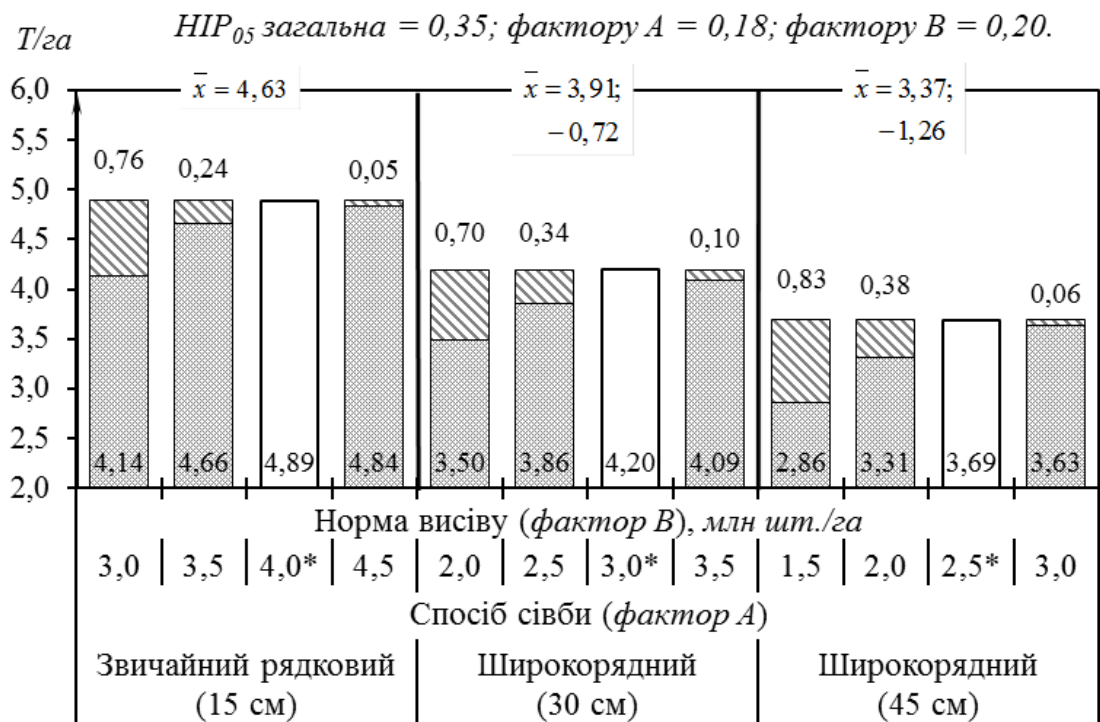 Т/га
НІР05 загальна = 0,35; фактору А = 0,18; фактору В = 0,20.
x̅ = 4,63
x̅ = 3,91;
−0,72
x̅ = 3,37;
−1,26
6,0
5,5
5,0
4,5
4,0
3,5
3,0
2,5
2,0
0,76 0,24 0,05
0,70 0,34 0,10
0,83 0,38 0,06
4,14 4,66 4,89 4,84 3,50 3,86 4,20 4,09 2,86 3,31 3,69 3,63
Норма висіву (фактор В), млн шт./га
3,0 3,5 4,0* 4,5 2,0 2,5 3,0* 3,5 1,5 2,0 2,5* 3,0
Спосіб сівби (фактор А)
Звичайний рядковий
(15 см)
Широкорядний
(30 см)
Широкорядний
(45 см)